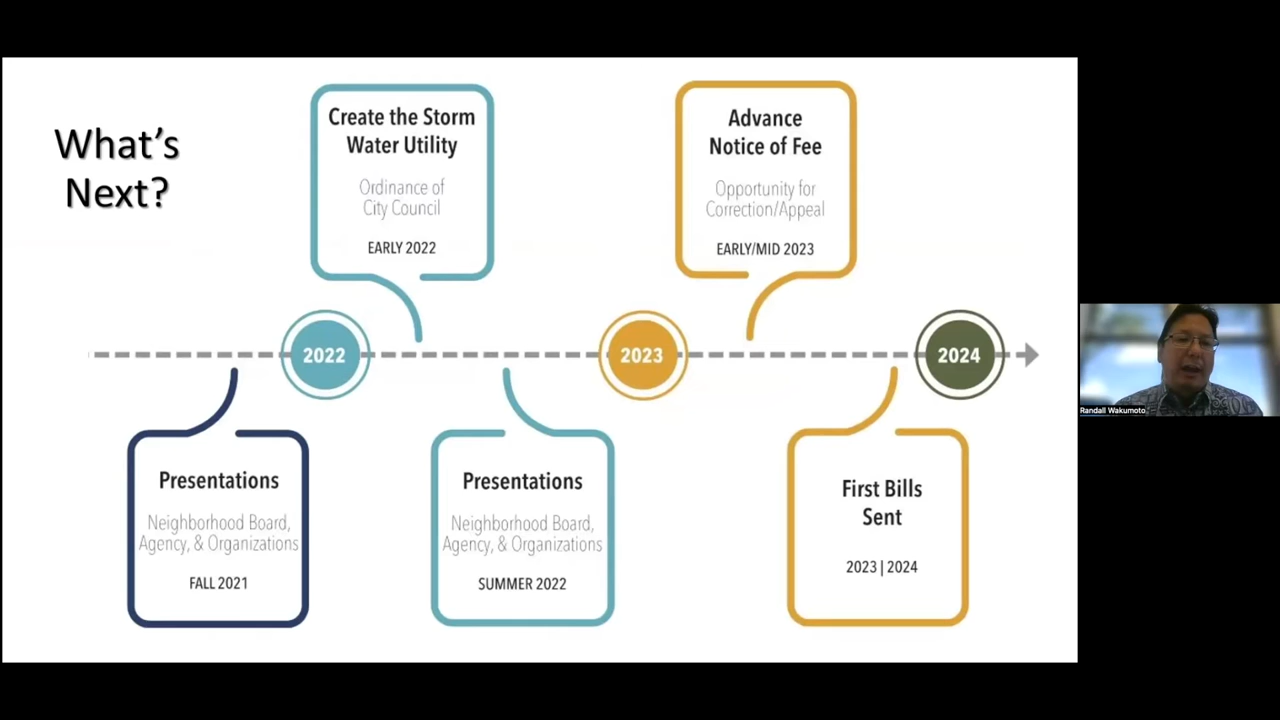 What's
Next?
Create the Storm
Water Utility
Ordinance of
City Council
EARLY 2022
Advance
Notice of Fee
Opportunity for
Correction/Appeal
EARLY/MID 2023
2022
2023
2024
Presentations
Neighborhood Board,
Agency, & Organizations
FALL 2021
Presentations
Neighborhood Board,
Agency, & Organizations
SUMMER 2022
First Bills
Sent
2023 | 2024
Randall Wakumoto